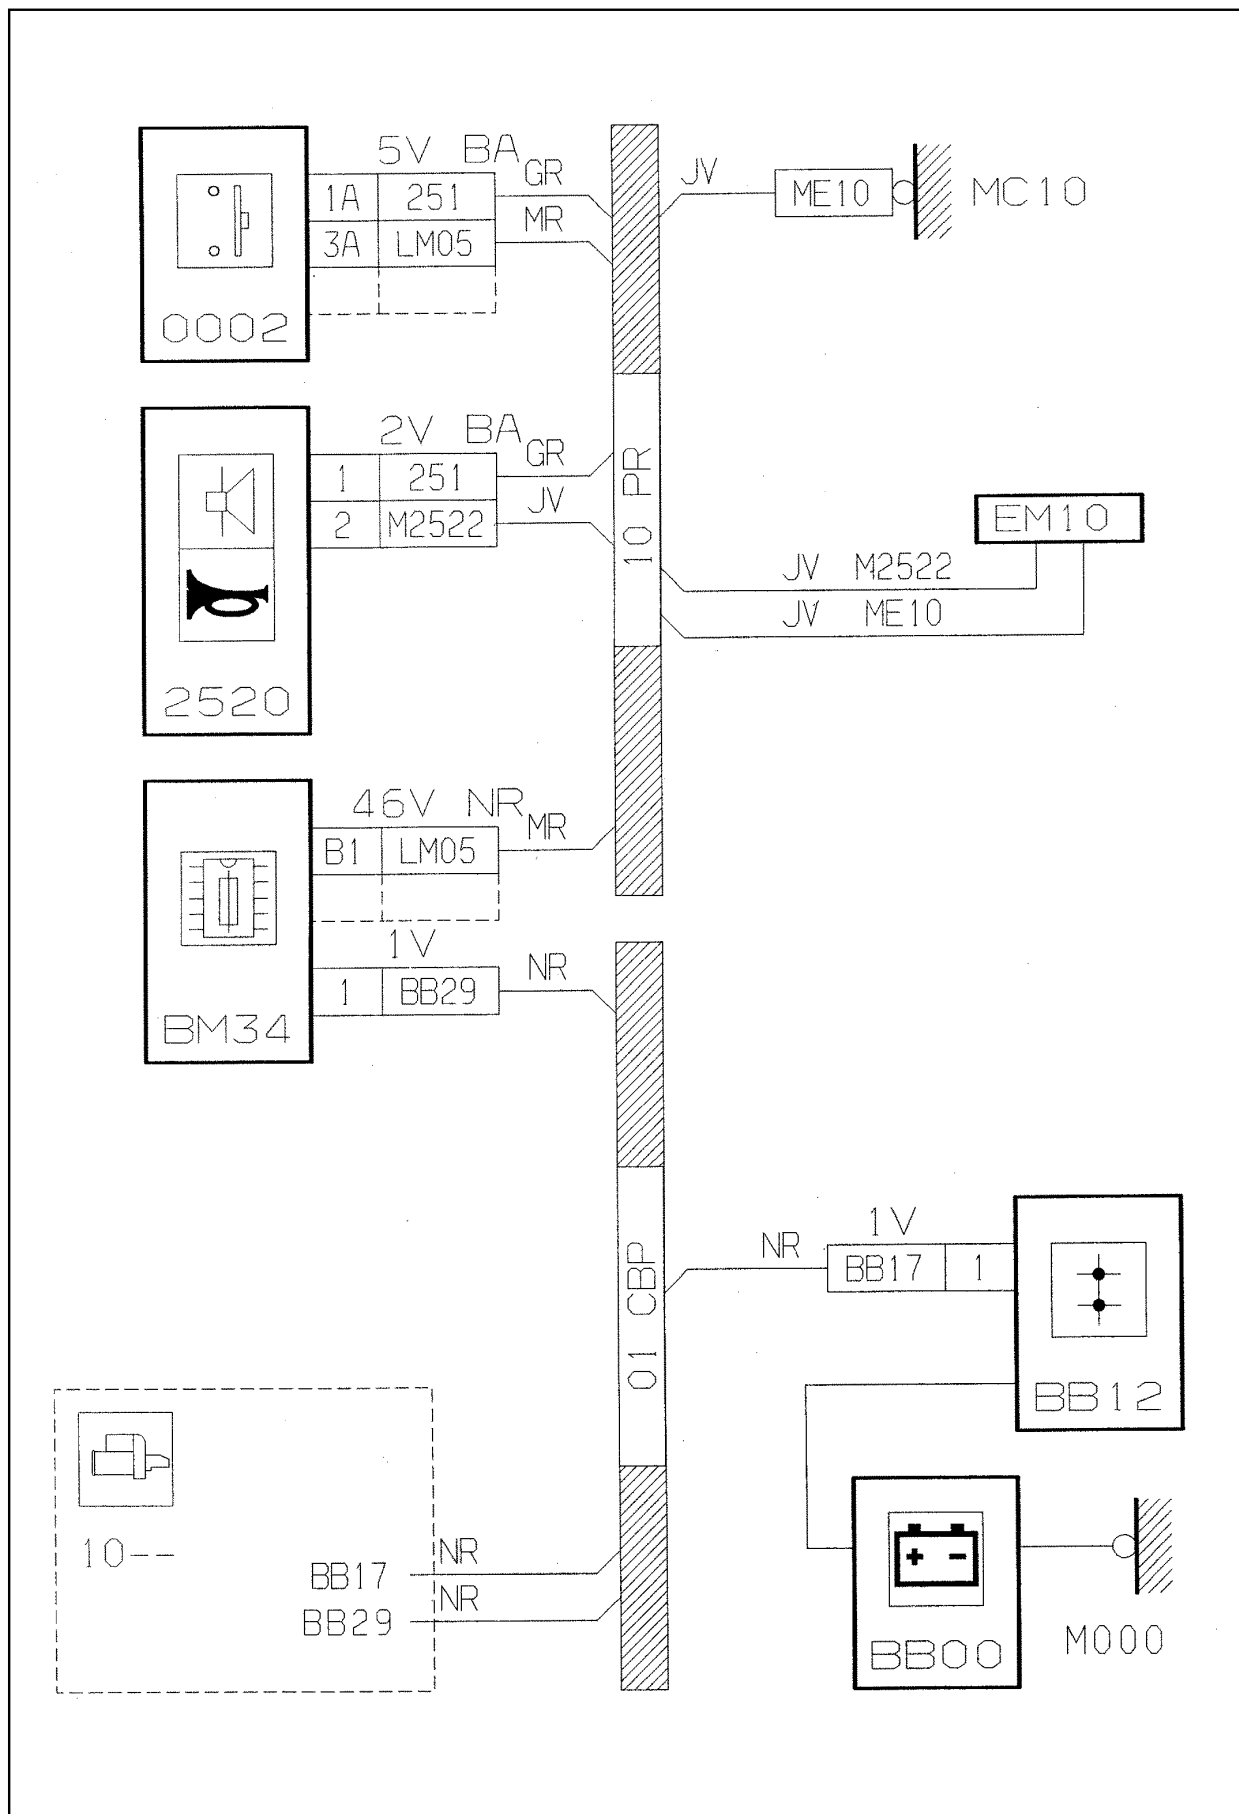 5V BA
GR
1A 251
MR
3A LM05
0002
JV
ME10
MC10
2V BA
GR
1 251
JV
2 M2522
2520
10 PR
EM10
JV M2522
JV ME10
46V NR
MR
B1 LM05
1V
NR
1 BB29
BM34
01 CBP
1V
NR
BB17 1
BB12
10--
BB17 NR
BB29 NR
+ -
BB00
M000